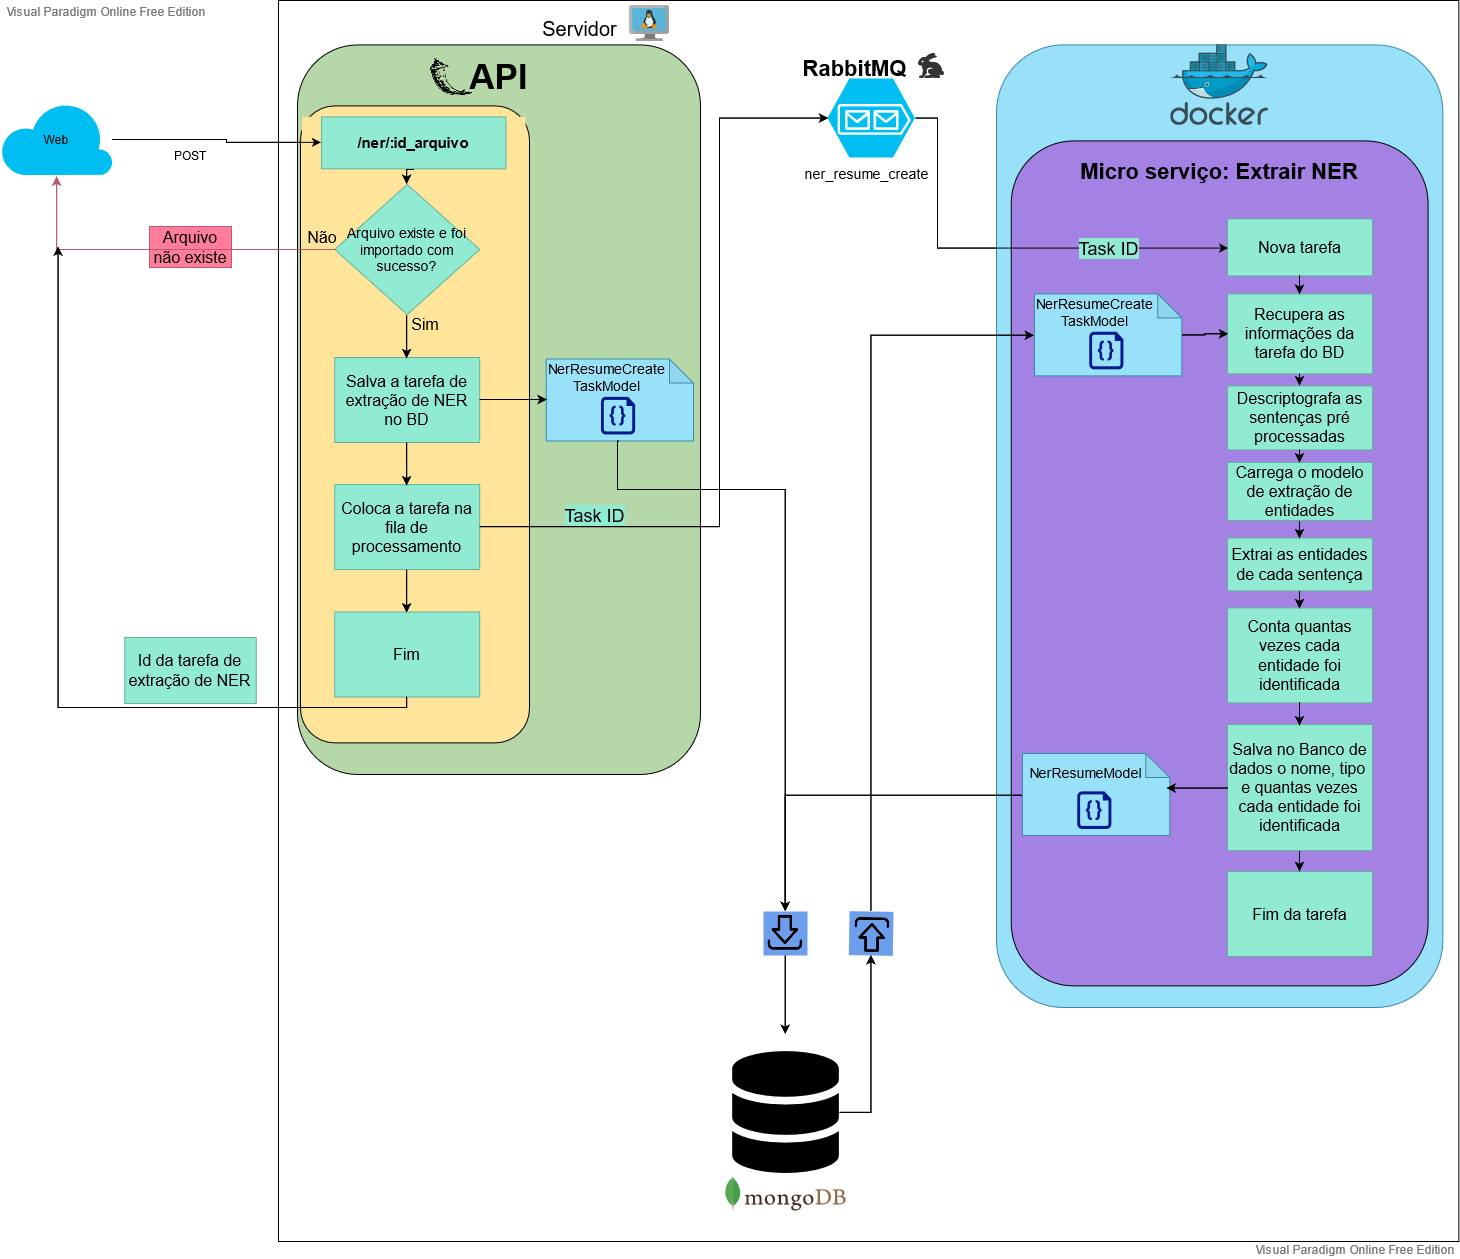 Visual Paradigm Online Free Edition
Servidor
API
RabbitMQ
docker
Web
POST
/ner/:id_arquivo
ner_resume_create
Micro serviço: Extrair NER
Arquivo
não existe
Não
Arquivo existe e foi
importado com
sucesso?
Sim
Task ID
Nova tarefa
NerResumeCreate
TaskModel
Recupera as
informações da
tarefa do BD
Salva a tarefa de
extração de NER
no BD
NerResumeCreate
TaskModel
Descriptografa as
sentenças pré
processadas
Carrega o modelo
de extração de
entidades
Coloca a tarefa na
fila de
processamento
Task ID
Extrai as entidades
de cada sentença
Fim
Id da tarefa de
extração de NER
Conta quantas
vezes cada
entidade foi
identificada
NerResumeModel
Salva no Banco de
dados o nome, tipo
e quantas vezes
cada entidade foi
identificada
Fim da tarefa
mongoDB
Visual Paradigm Online Free Edition